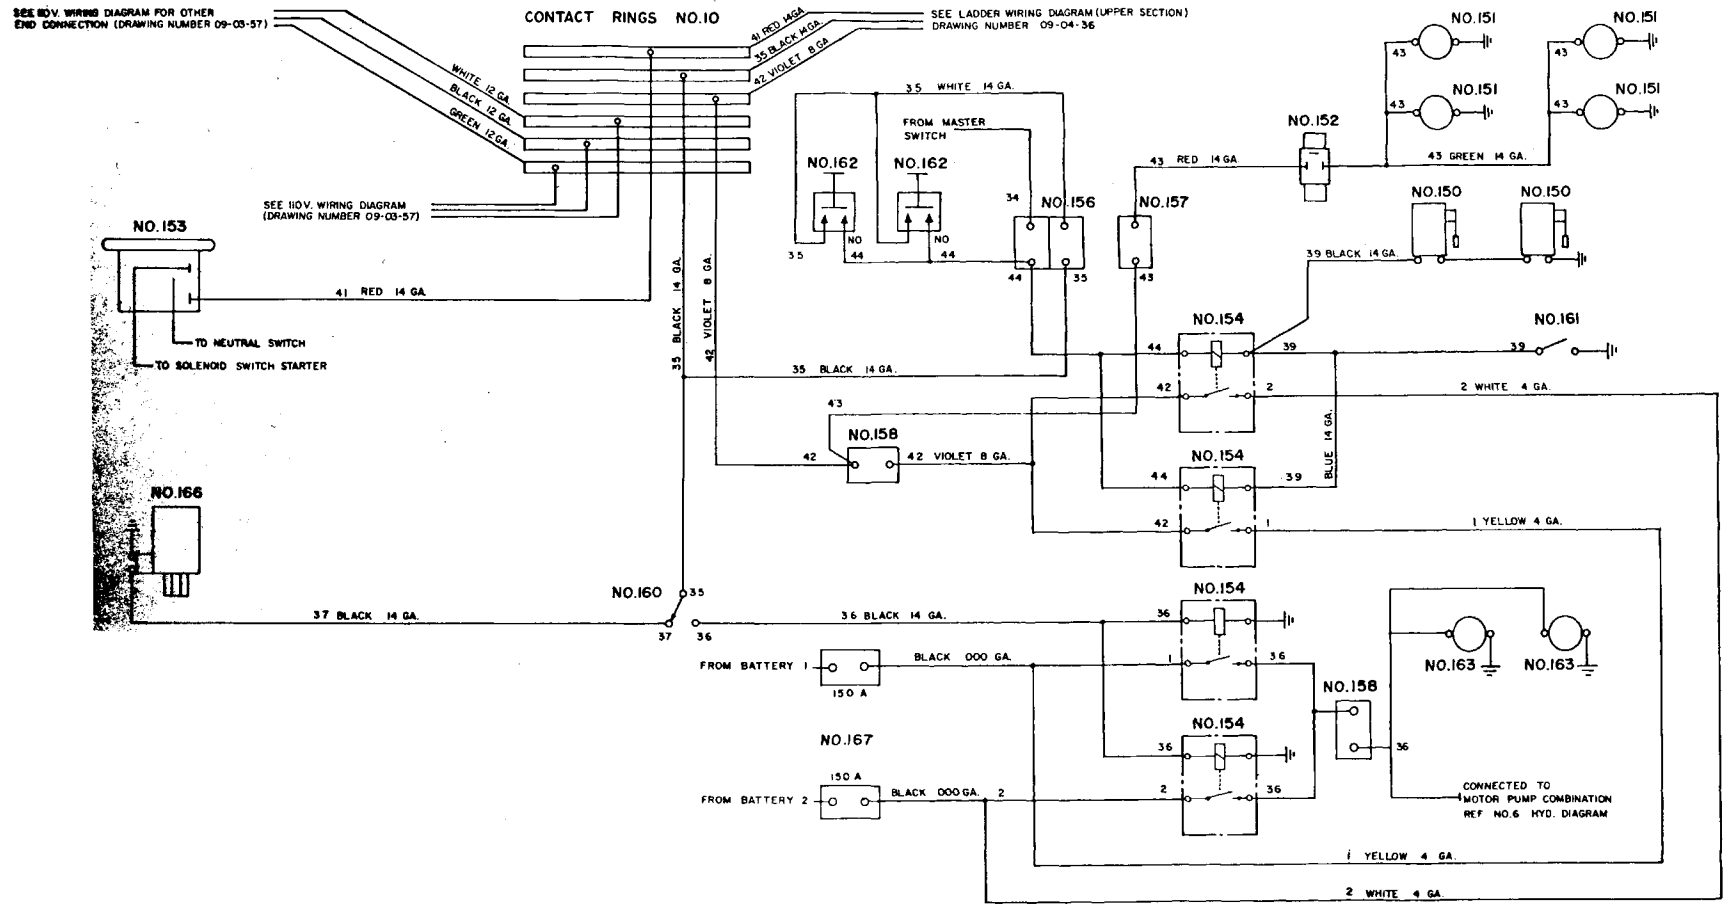 SEE 110V. WIRING DIAGRAM FOR OTHER
END CONNECTION (DRAWING NUMBER 09-03-57)
CONTACT RINGS NO.10
41 RED 14GA.
35 BLACK 14GA.
42 VIOLET 8 GA
SEE LADDER WIRING DIAGRAM (UPPER SECTION)
DRAWING NUMBER 09-04-36
WHITE 12 GA.
BLACK 12 GA.
GREEN 12 GA.
NO.151
NO.151
43
43
NO.151
NO.151
43
43
35 WHITE 14 GA.
FROM MASTER
SWITCH
NO.152
NO.162
NO.162
43 RED 14 GA.
43 GREEN 14 GA.
SEE 110V. WIRING DIAGRAM
(DRAWING NUMBER 09-03-57)
34
NO.156
NO.157
NO.150
NO.150
NO.153
NO
NO
35
44
44
44
35
43
39 BLACK 14 GA.
41 RED 14 GA.
35 BLACK 14 GA.
42 VIOLET 8 GA.
TO NEUTRAL SWITCH
TO SOLENOID SWITCH STARTER
NO.154
NO.161
44
39
39
35 BLACK 14 GA.
42
2
2 WHITE 4 GA.
43
NO.158
BLUE 14 GA.
42
42 VIOLET 8 GA.
NO.154
44
39
42
1
1 YELLOW 4 GA.
NO.166
NO.160
35
37 BLACK 14 GA.
37
36
36 BLACK 14 GA.
NO.154
36
FROM BATTERY 1
150 A
BLACK 000 GA.
1
36
NO.163
NO.163
NO.158
36
NO.167
NO.154
36
150 A
FROM BATTERY 2
BLACK 000GA.
2
2
36
CONNECTED TO
MOTOR PUMP COMBINATION
REF NO.6 HYD. DIAGRAM
1 YELLOW 4 GA.
2 WHITE 4 GA.